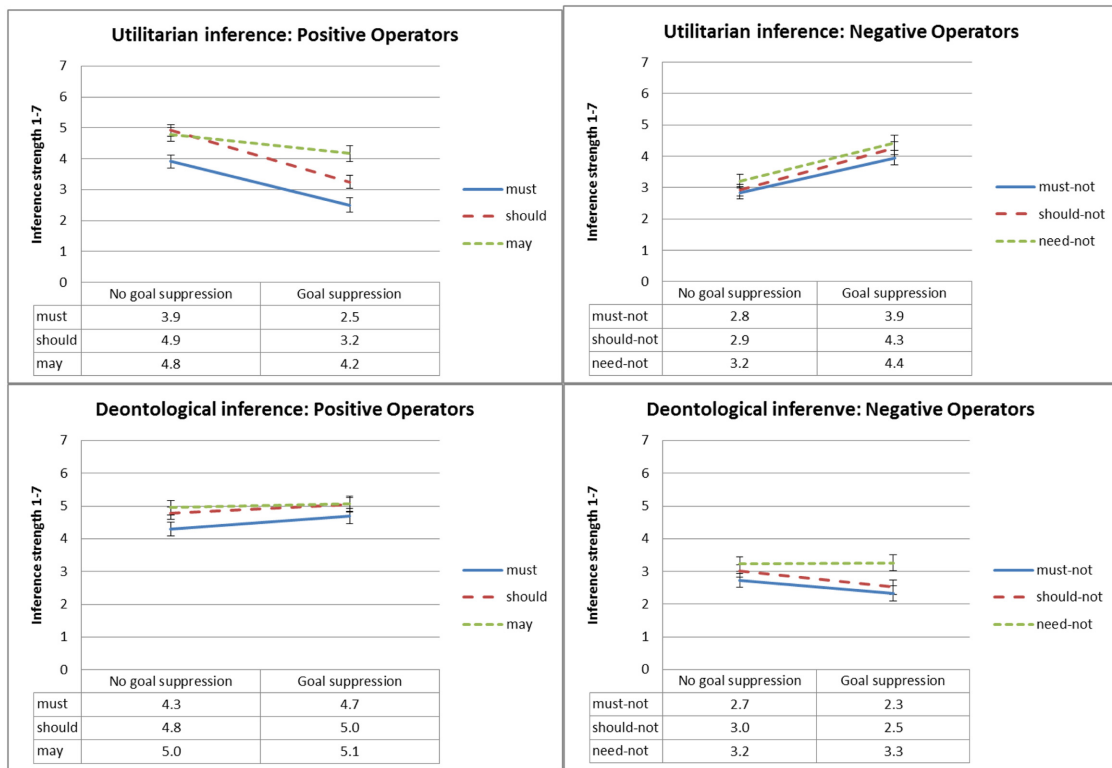 Utilitarian inference: Positive Operators
Inference strength 1-7
7
6
5
4
3
2
1
0
must
should
may
No goal suppression Goal suppression
must 3.9 2.5
should 4.9 3.2
may 4.8 4.2
Utilitarian inference: Negative Operators
Inference strength 1-7
7
6
5
4
3
2
1
0
must-not
should-not
need-not
No goal suppression Goal suppression
must-not 2.8 3.9
should-not 2.9 4.3
need-not 3.2 4.4
Deontological inference: Positive Operators
Inference strength 1-7
7
6
5
4
3
2
1
0
must
should
may
No goal suppression Goal suppression
must 4.3 4.7
should 4.8 5.0
may 5.0 5.1
Deontological inferenve: Negative Operators
Inference strength 1-7
7
6
5
4
3
2
1
0
must-not
should-not
need-not
No goal suppression Goal suppression
must-not 2.7 2.3
should-not 3.0 2.5
need-not 3.2 3.3